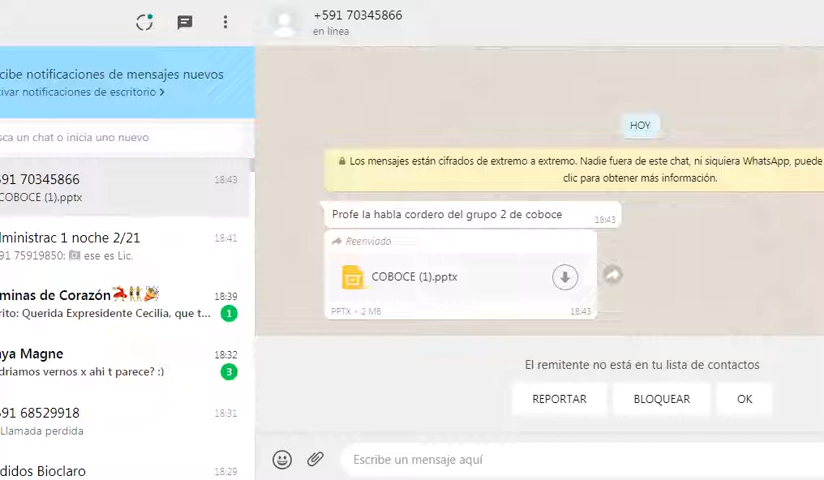 cibe notificaciones de mensajes nuevos
ivar notificaciones de escritorio >
sca un chat o inicia uno nuevo
591 70345866 18:43
COBOCE (1).pptx
dministrac 1 noche 2/21 18:41
91 75919850: ese es Lic.
minas de Corazón 18:39
rito: Querida Expresidente Cecilia, que t... 1
aya Magne 18:32
driamos vernos x ahi t parece? :) 3
591 68529918 18:31
Llamada perdida
didos Bioclaro 18:29
+591 70345866
en línea
HOY
Los mensajes están cifrados de extremo a extremo. Nadie fuera de este chat, ni siquiera WhatsApp, puede
clic para obtener más información.
Profe la habla cordero del grupo 2 de coboce 18:43
Reenviado
COBOCE (1).pptx
PPTX • 2 MB 18:43
El remitente no está en tu lista de contactos
REPORTAR BLOQUEAR OK
Escribe un mensaje aquí